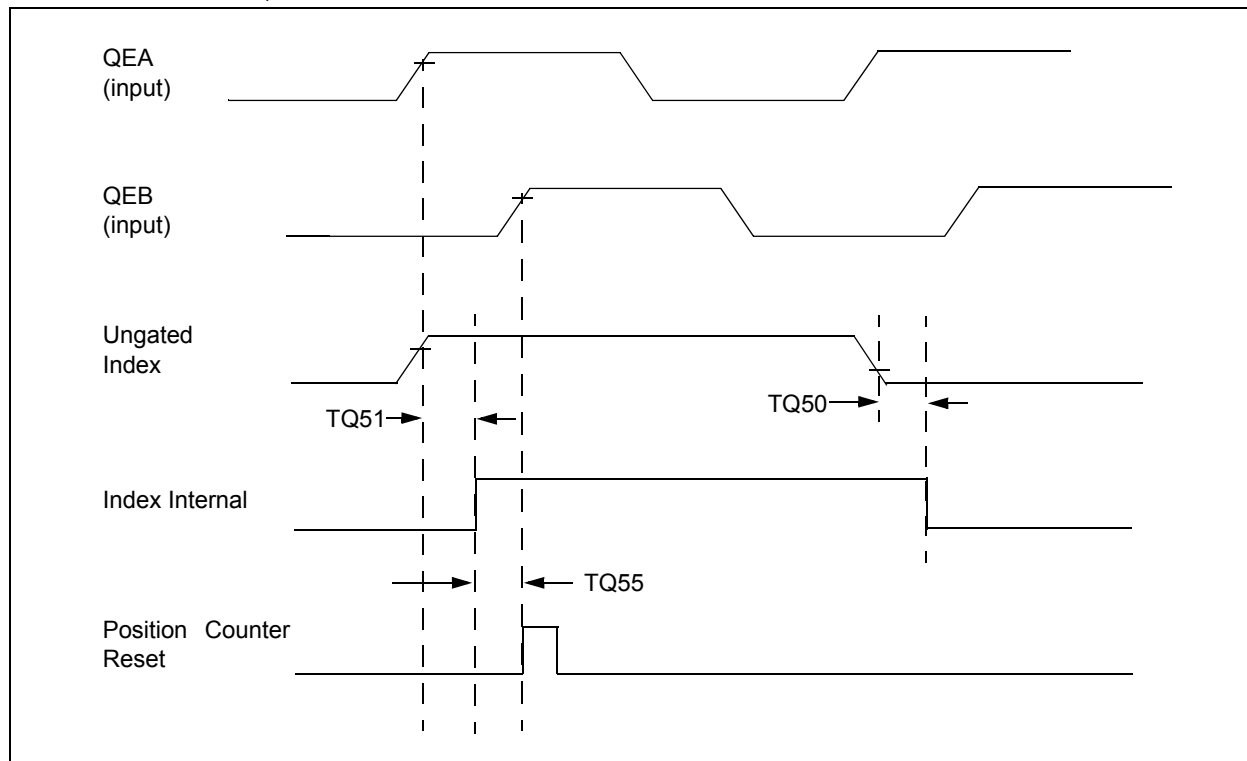 QEA
(input)
QEB
(input)
Ungated
Index
TQ51
TQ50
Index Internal
TQ55
Position Counter
Reset